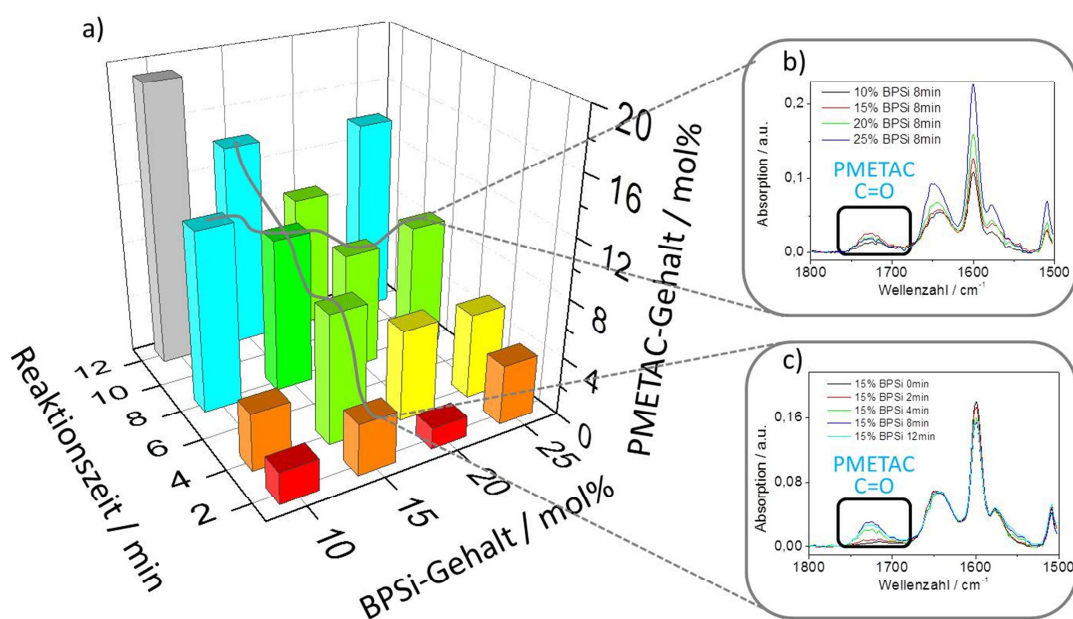 a)
20
16
12
8
4
0
PMETAC-Gehalt / mol%
12
10
8
6
4
2
Reaktionszeit / min
10
15
20
25
BPSi-Gehalt / mol%
b)
10% BPSi 8min
15% BPSi 8min
20% BPSi 8min
25% BPSi 8min
PMETAC
C=O
Absorption / a.u.
0,2
0,1
0,0
1800
1700
1600
1500
Wellenzahl / cm⁻¹
c)
15% BPSi 0min
15% BPSi 2min
15% BPSi 4min
15% BPSi 8min
15% BPSi 12min
PMETAC
C=O
Absorption / a.u.
0,16
0,08
0,00
1800
1700
1600
1500
Wellenzahl / cm⁻¹